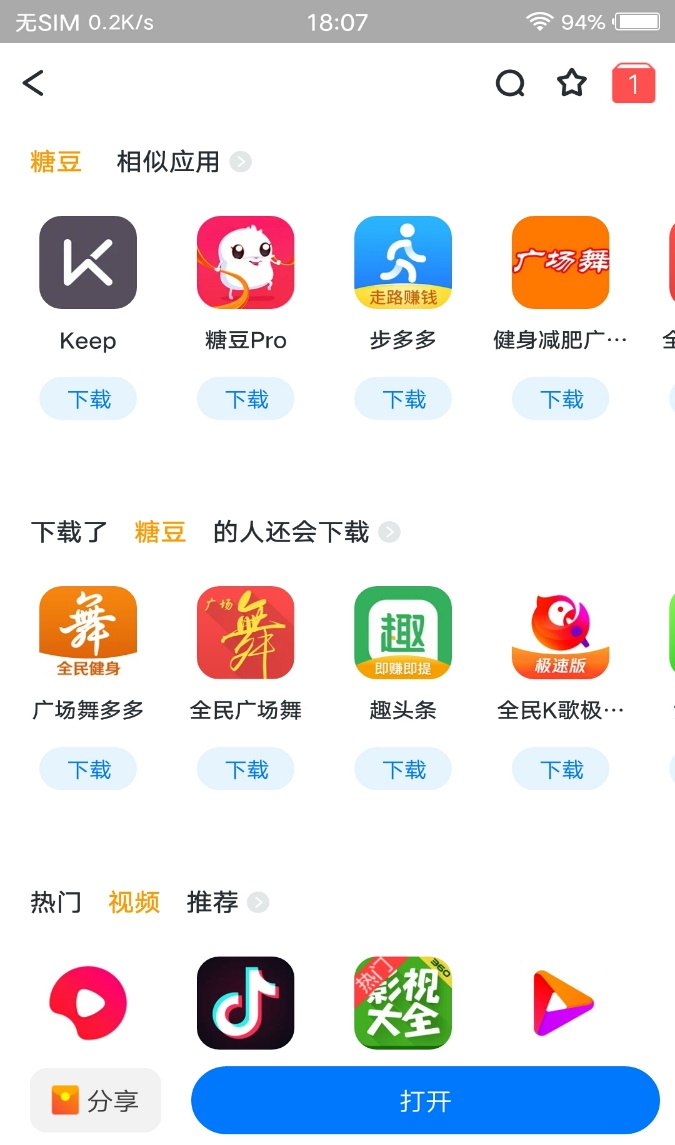 无SIM 0.2K/s 18:07 94%
1
糖豆 相似应用
走路赚钱 广场舞
Keep 糖豆Pro 步多多 健身减肥广… 全
下载 下载 下载 下载
下载了 糖豆 的人还会下载
舞 广场 舞 趣
全民健身 即赚即提 极速版
广场舞多多 全民广场舞 趣头条 全民K歌极…
下载 下载 下载 下载
热门 视频 推荐
热门 影视 360
大全
分享 打开